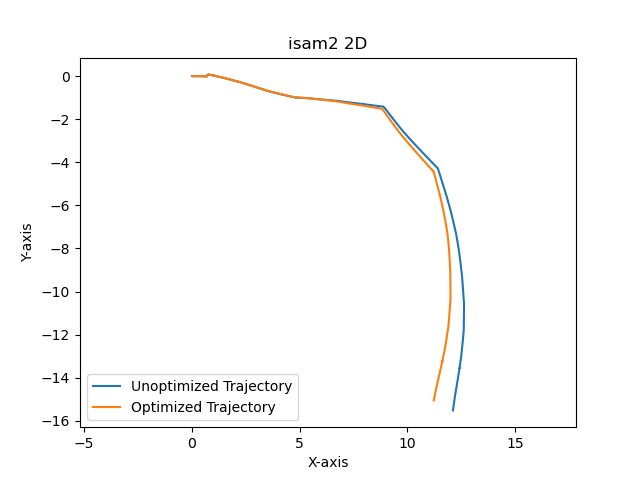 isam2 2D
Y-axis
0
−2
−4
−6
−8
−10
−12
−14
−16
Unoptimized Trajectory
Optimized Trajectory
−5 0 5 10 15
X-axis